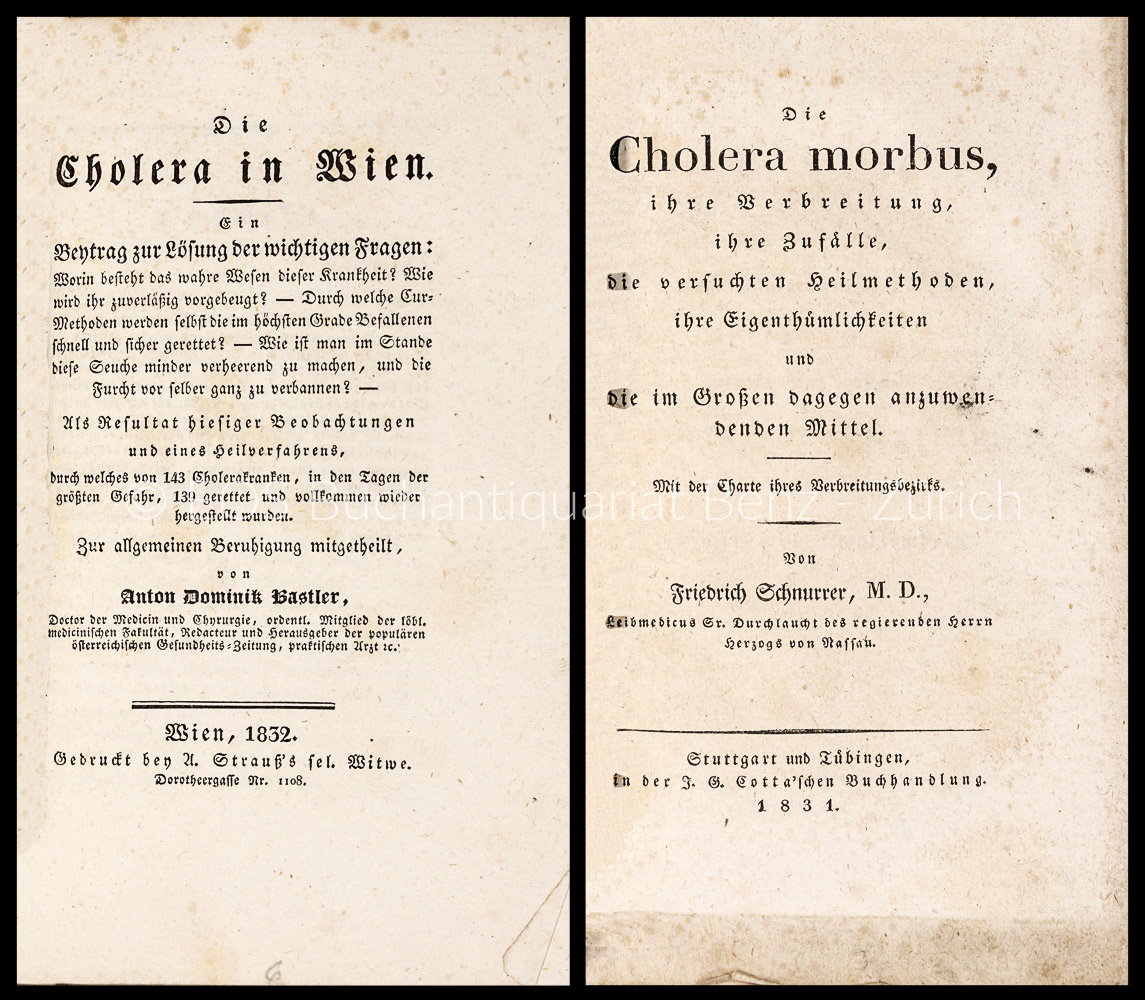 Die
Cholera in Wien.
Ein
Beytrag zur Lösung der wichtigen Fragen:
Worin besteht das wahre Wesen dieser Krankheit? Wie
wird ihr zuverläßig vorgebeugt? — Durch welche Cur-
Methoden werden selbst die im höchsten Grade Befallenen
schnell und sicher gerettet? — Wie ist man im Stande
diese Seuche minder verheerend zu machen, und die
Furcht vor selber ganz zu verbannen? —
Als Resultat hiesiger Beobachtungen
und eines Heilverfahrens,
durch welches von 143 Cholerakranken, in den Tagen der
größten Gefahr, 139 gerettet und vollkommen wieder
hergestellt wurden.
Zur allgemeinen Beruhigung mitgetheilt,
von
Anton Dominik Bastler,
Doctor der Medicin und Chyrurgie, ordentl. Mitglied der löbl.
medicinischen Fakultät, Redacteur und Herausgeber der populären
österreichischen Gesundheits-Zeitung, praktischen Arzt ꝛc.
Wien, 1832.
Gedruckt bey A. Strauß's sel. Witwe.
Dorotheergasse Nr. 1108.
6
Die
Cholera morbus,
ihre Verbreitung,
ihre Zufälle,
die versuchten Heilmethoden,
ihre Eigenthümlichkeiten
und
die im Großen dagegen anzuwen-
denden Mittel.
Mit der Charte ihres Verbreitungsbezirks.
Von
Friedrich Schnurrer, M. D.,
Leibmedicus Sr. Durchlaucht des regierenden Herrn
Herzogs von Nassau.
Stuttgart und Tübingen,
in der J. G. Cotta'schen Buchhandlung.
1831.
Buchantiquariat Benz - Zürich